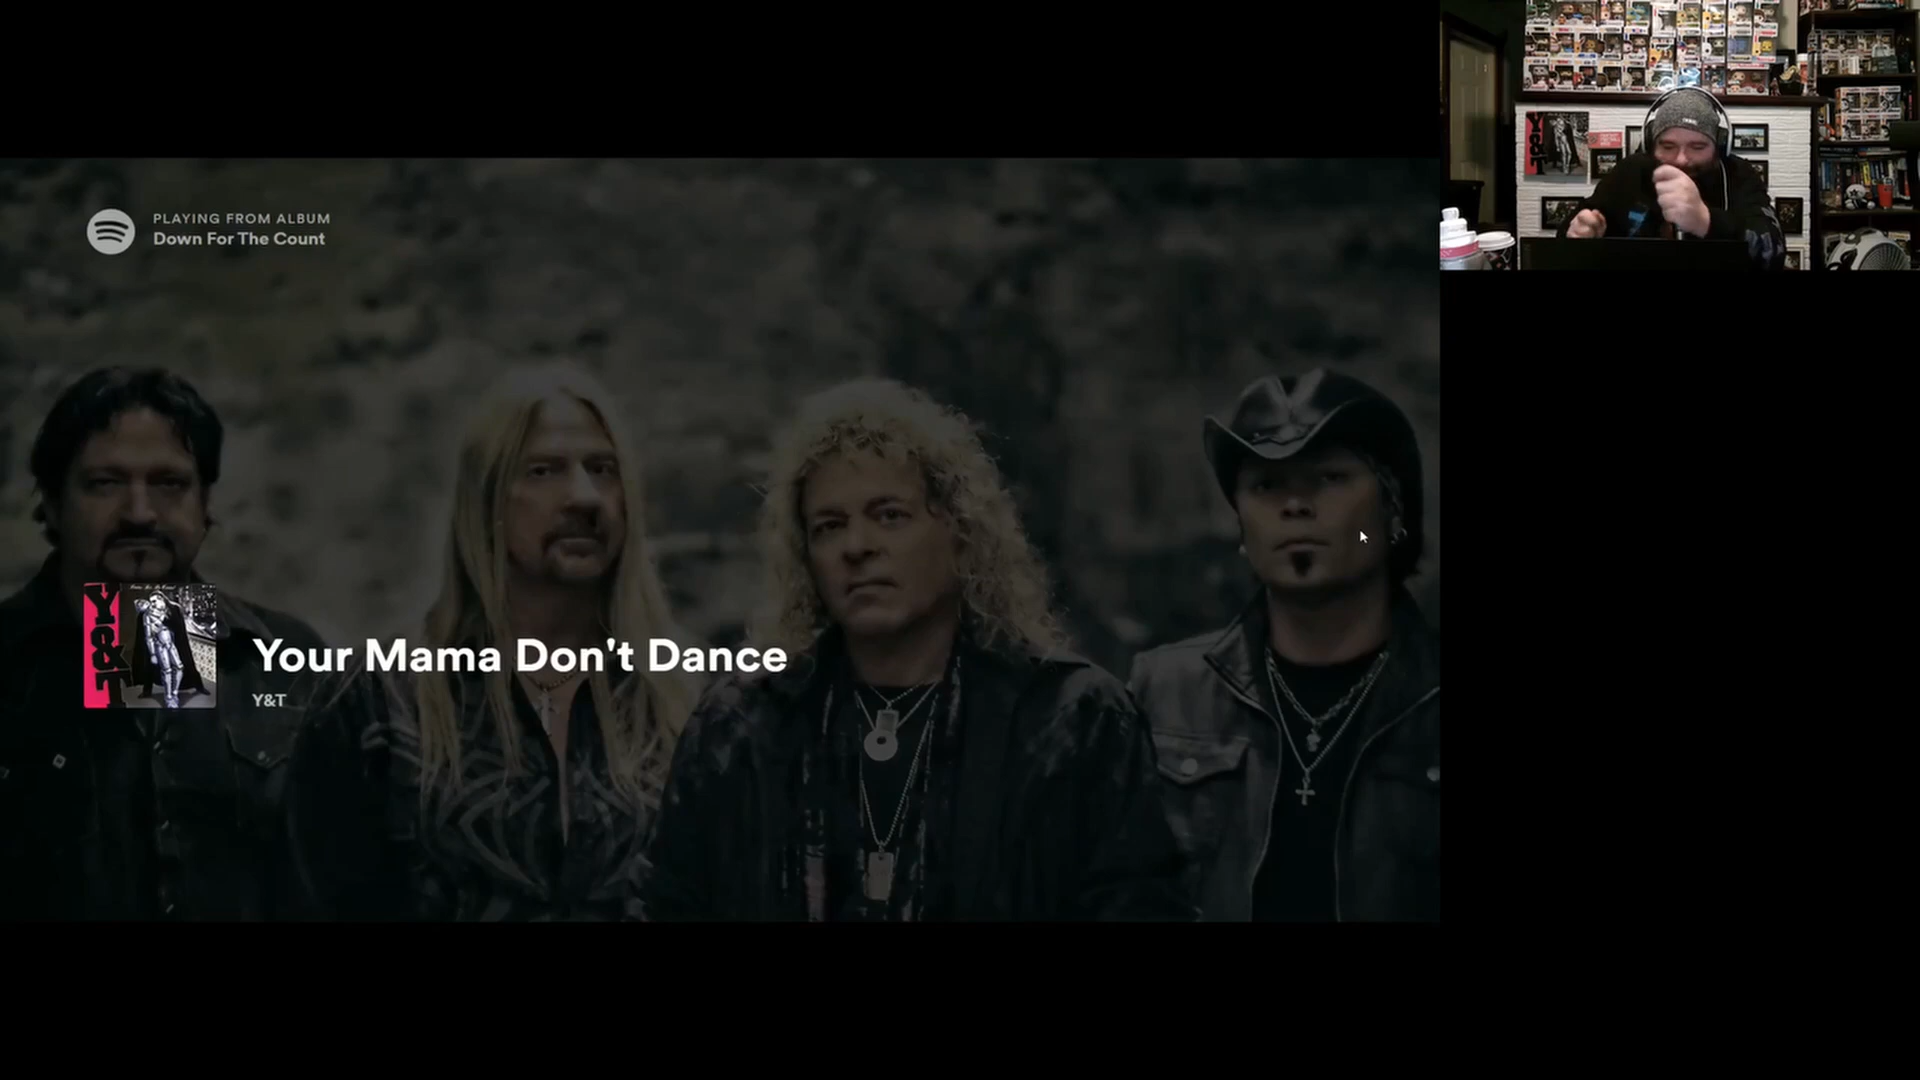 PLAYING FROM ALBUM
Down For The Count
Your Mama Don't Dance
Y&T
Y&T
Y&T